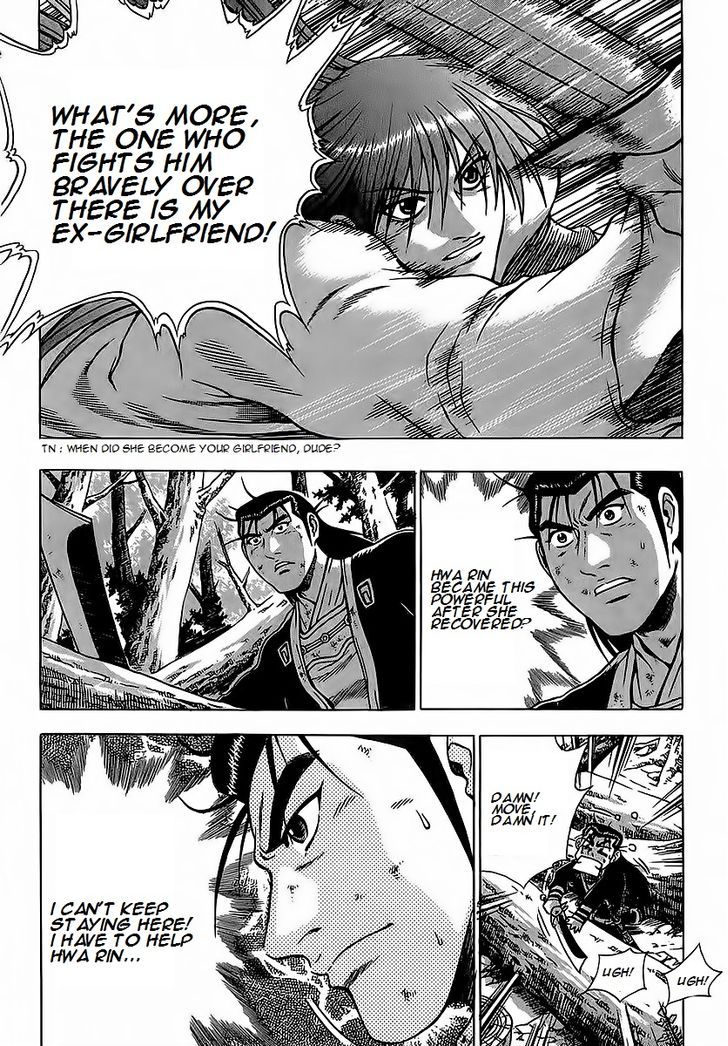 WHAT'S MORE,
THE ONE WHO
FIGHTS HIM
BRAVELY OVER
THERE IS MY
EX-GIRLFRIEND!
TN : WHEN DID SHE BECOME YOUR GIRLFRIEND, DUDE?
HWA RIN
BECAME THIS
POWERFUL
AFTER SHE
RECOVERED?
I CAN'T KEEP
STAYING HERE!
I HAVE TO HELP
HWA RIN...
DAMN!
MOVE,
DAMN IT!
UGH!
UGH!